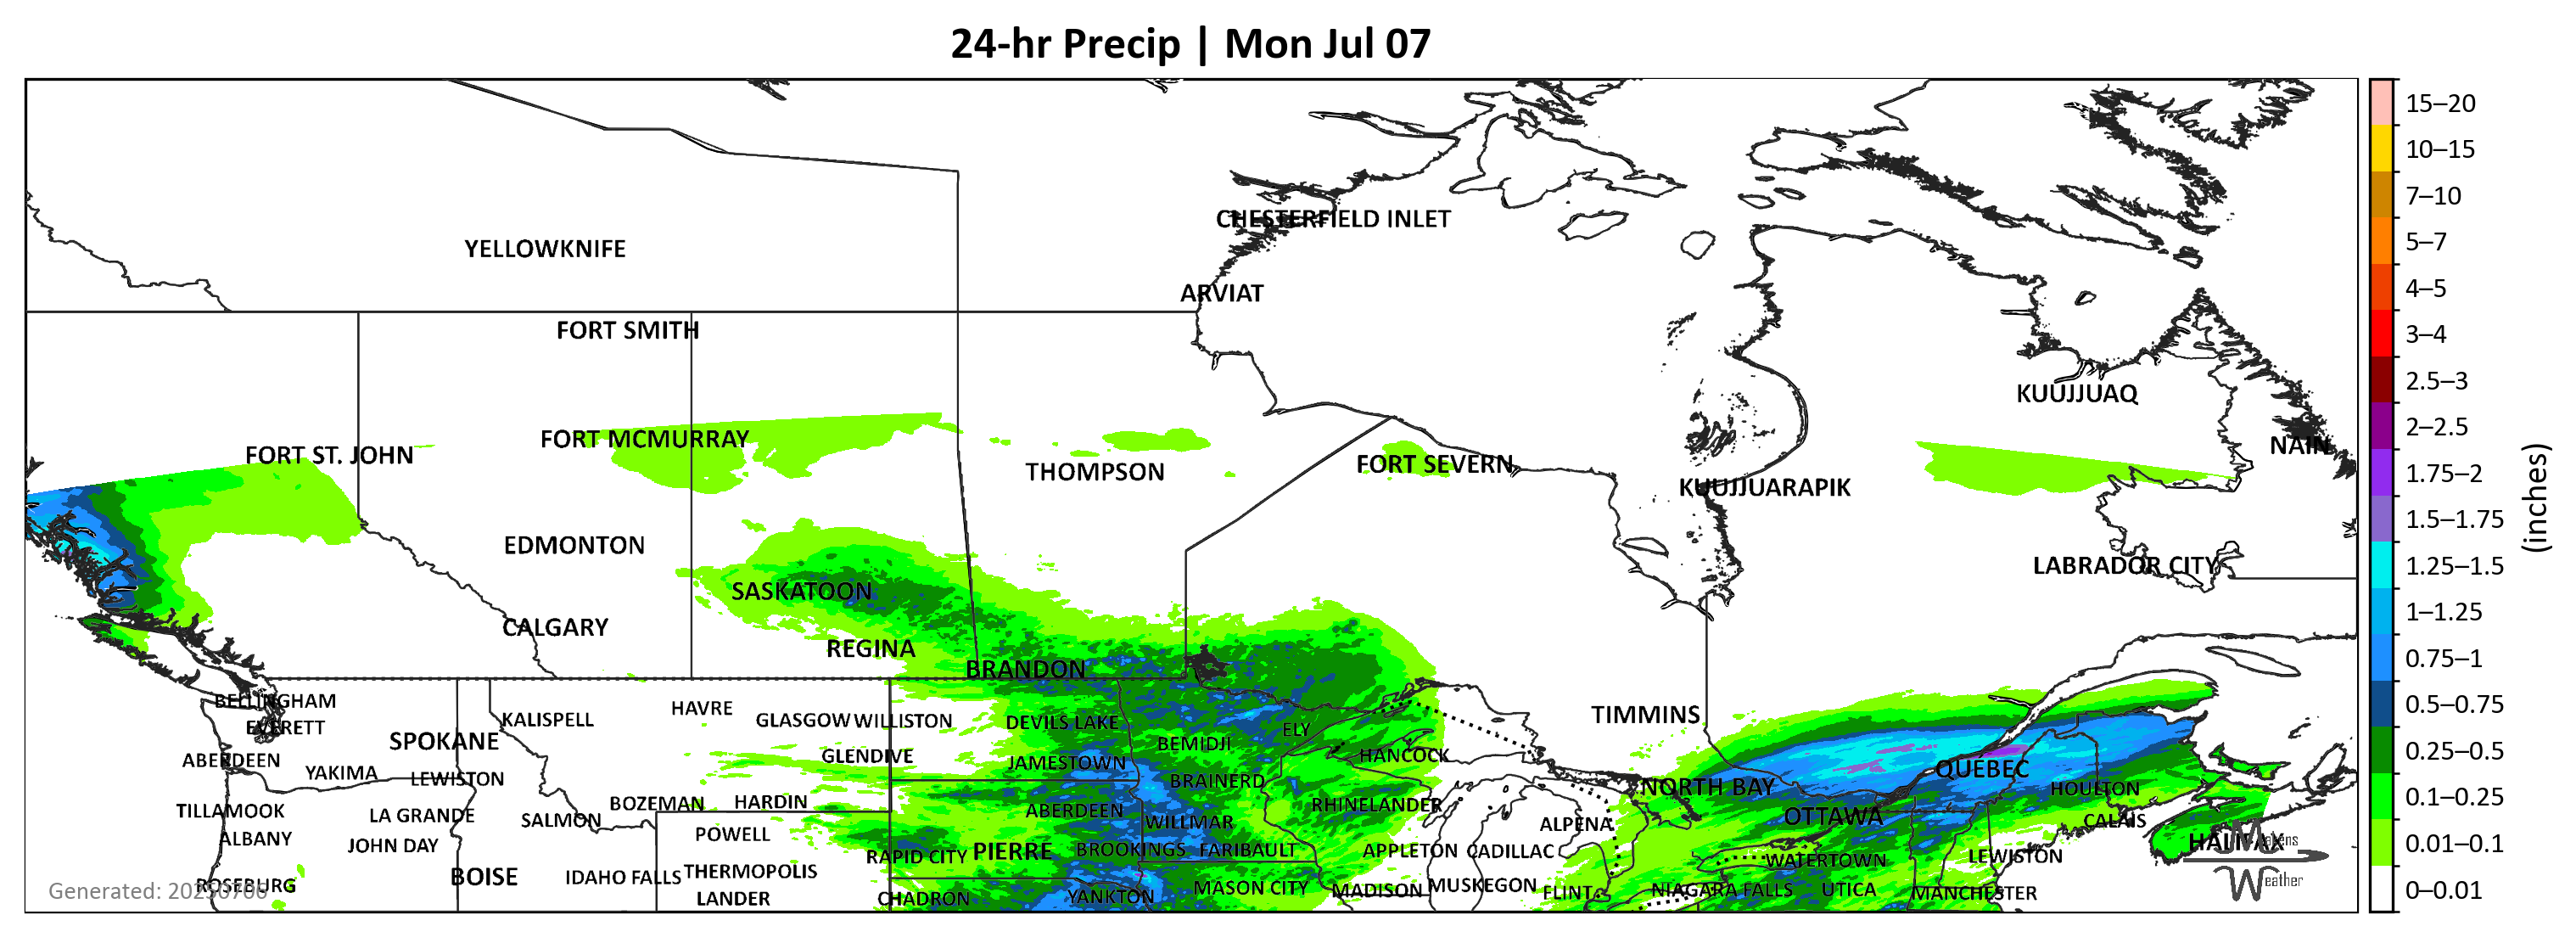 24-hr Precip | Mon Jul 07
15–20
10–15
7–10
5–7
4–5
3–4
2.5–3
2–2.5
1.75–2
1.5–1.75
1.25–1.5
1–1.25
0.75–1
0.5–0.75
0.25–0.5
0.1–0.25
0.01–0.1
0–0.01
(inches)
CHESTERFIELD INLET
YELLOWKNIFE
ARVIAT
FORT SMITH
KUUJJUAQ
FORT MCMURRAY
NAIN
FORT ST. JOHN
THOMPSON
FORT SEVERN
KUUJJUARAPIK
EDMONTON
LABRADOR CITY
SASKATOON
CALGARY
REGINA
BRANDON
BELLINGHAM
HAVRE
TIMMINS
KALISPELL
GLASGOW
WILLISTON
DEVILS LAKE
EVERETT
ELY
SPOKANE
BEMIDJI
ABERDEEN
GLENDIVE
JAMESTOWN
HANCOCK
QUÉBEC
YAKIMA
LEWISTON
BRAINERD
NORTH BAY
HOULTON
TILLAMOOK
LA GRANDE
SALMON
BOZEMAN
HARDIN
ABERDEEN
WILLMAR
RHINELANDER
ALPENA
OTTAWA
CALAIS
ALBANY
JOHN DAY
POWELL
HALIFAX
Matens
RAPID CITY
PIERRE
BROOKINGS
FARIBAULT
APPLETON
CADILLAC
WATERTOWN
LEWISTON
BOISE
IDAHO FALLS
THERMOPOLIS
Weather
ROSEBURG
Generated: 20250706
LANDER
CHADRON
YANKTON
MASON CITY
MADISON
MUSKEGON
FLINT
NIAGARA FALLS
UTICA
MANCHESTER